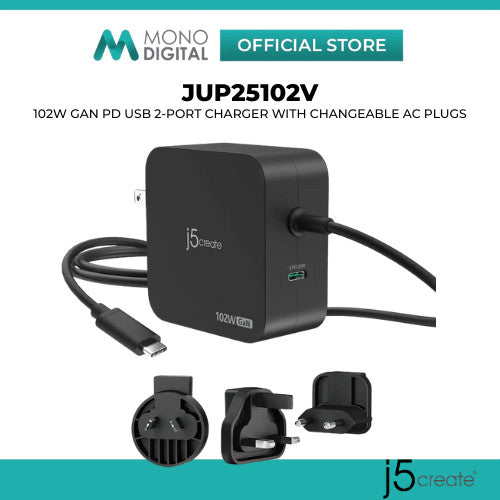 MONO
DIGITAL
OFFICIAL STORE
JUP25102V
102W GAN PD USB 2-PORT CHARGER WITH CHANGEABLE AC PLUGS
j5create
102W GaN
j5create®